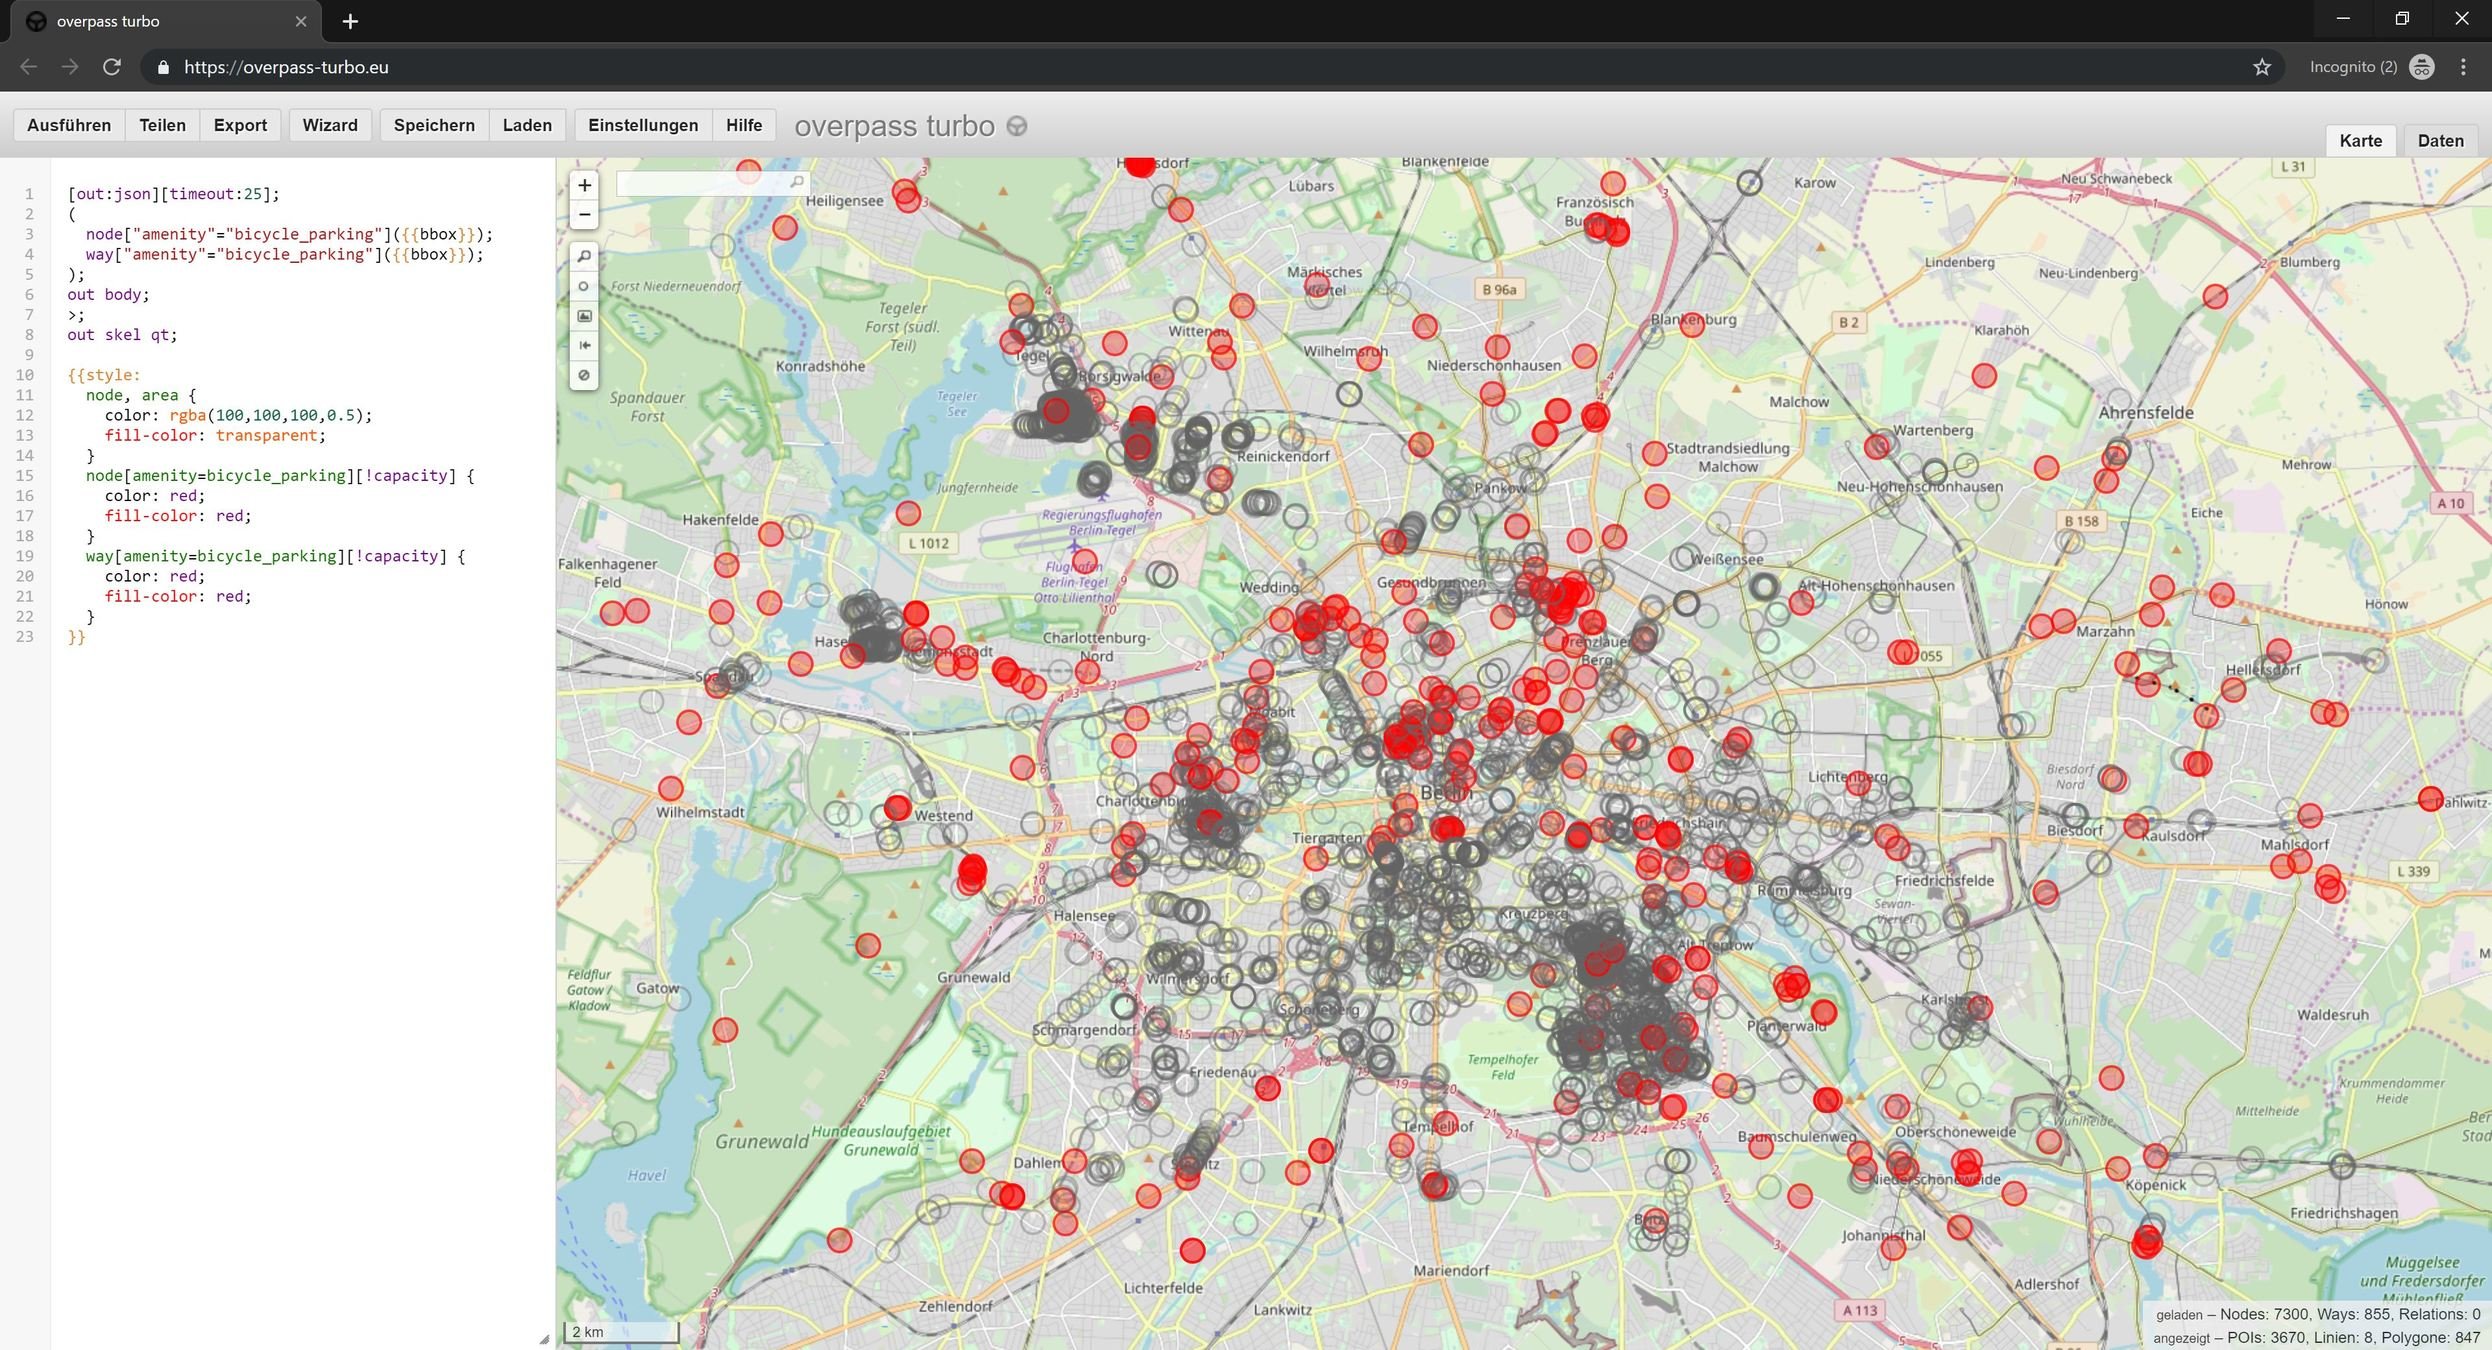 overpass turbo
https://overpass-turbo.eu
Incognito (2)
Ausführen Teilen Export Wizard Speichern Laden Einstellungen Hilfe overpass turbo
Karte Daten
1 [out:json][timeout:25];
2 (
3   node["amenity"="bicycle_parking"]({{bbox}});
4   way["amenity"="bicycle_parking"]({{bbox}});
5 );
6 out body;
7 >;
8 out skel qt;
9
10 {{style:
11   node, area {
12     color: rgba(100,100,100,0.5);
13     fill-color: transparent;
14   }
15   node[amenity=bicycle_parking][!capacity] {
16     color: red;
17     fill-color: red;
18   }
19   way[amenity=bicycle_parking][!capacity] {
20     color: red;
21     fill-color: red;
22   }
23 }}
+
−
Blankenfelde
Lübars
Karow
Neu Schwanebeck
L 31
Heiligensee
Französisch
Lindenberg
Neu-Lindenberg
Blumberg
Forst Niederneuendorf
Märkisches
Viertel
B 96a
Tegeler
Forst (südl.
Teil)
Wittenau
Blankenburg
B 2
Klarahöh
Konradshöhe
Tegel
Wilhelmsruh
Niederschönhausen
Borsigwalde
Spandauer
Forst
Tegeler
See
Malchow
Ahrensfelde
Wartenberg
Reinickendorf
Stadtrandsiedlung
Malchow
Mehrow
Jungfernheide
Pankow
Neu-Hohenschönhausen
A 10
Hakenfelde
Regierungsflughafen
Berlin-Tegel
B 158
Eiche
L 1012
Falkenhagener
Feld
Flughafen
Berlin-Tegel
Otto Lilienthal
Wedding
Gesundbrunnen
Weißensee
Alt-Hohenschönhausen
Hönow
Charlottenburg-
Nord
Prenzlauer
Berg
Marzahn
Spandau
Hellersdorf
Wilhelmstadt
Westend
Berlin
Lichtenberg
Biesdorf
Nord
Tiergarten
Biesdorf
Kaulsdorf
Mahlsdorf
Halensee
Kreuzberg
Rummelsburg
Friedrichsfelde
L 339
Sewan-
Viertel
Alt-Treptow
Feldflur
Gatow /
Kladow
Gatow
Grunewald
Wilmersdorf
Schmargendorf
Schöneberg
Plänterwald
Karlshorst
Waldesruh
Friedenau
Tempelhofer
Feld
Krummendammer
Heide
Mittelheide
Grunewald
Hundeauslaufgebiet
Grunewald
Tempelhof
Baumschulenweg
Oberschöneweide
Wuhlheide
Havel
Dahlem
Niederschöneweide
Köpenick
Britz
Johannisthal
Friedrichshagen
Lichterfelde
Mariendorf
Adlershof
Zehlendorf
Lankwitz
A 113
Müggelsee
und Fredersdorfer
2 km
geladen – Nodes: 7300, Ways: 855, Relations: 0
angezeigt – POIs: 3670, Linien: 8, Polygone: 847